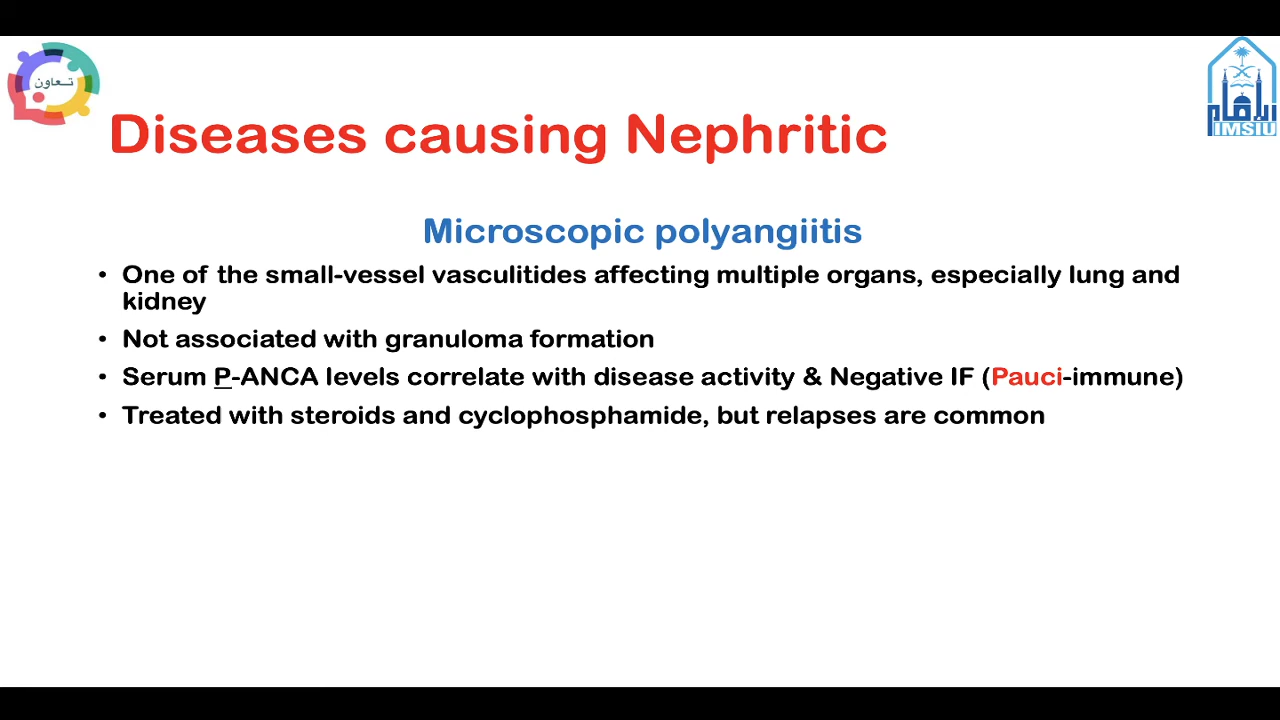 تـعاون
IMSIU
Diseases causing Nephritic
Microscopic polyangiitis
• One of the small-vessel vasculitides affecting multiple organs, especially lung and
kidney
• Not associated with granuloma formation
• Serum P-ANCA levels correlate with disease activity & Negative IF (Pauci-immune)
• Treated with steroids and cyclophosphamide, but relapses are common